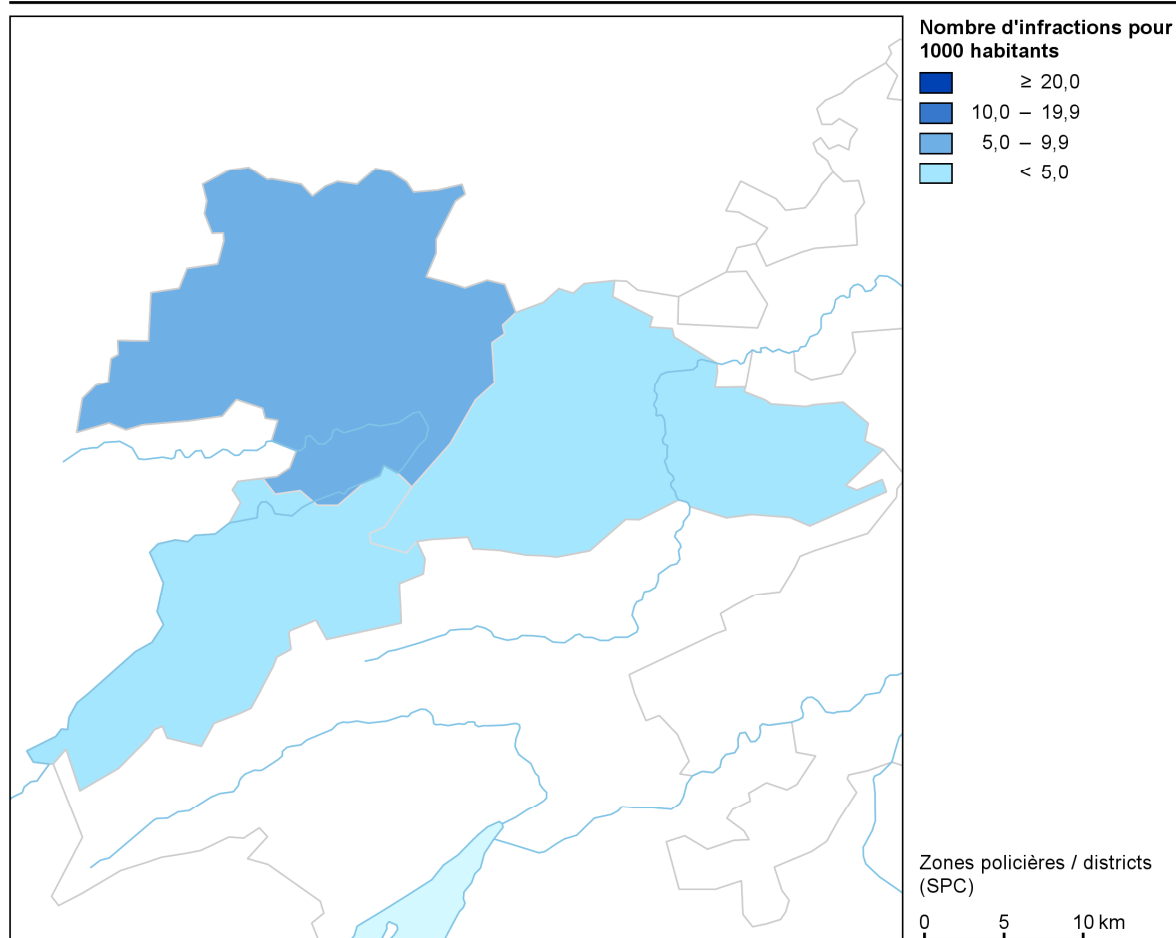 Nombre d'infractions pour
1000 habitants
≥ 20,0
10,0 – 19,9
5,0 – 9,9
< 5,0
Zones policières / districts
(SPC)
0 5 10 km